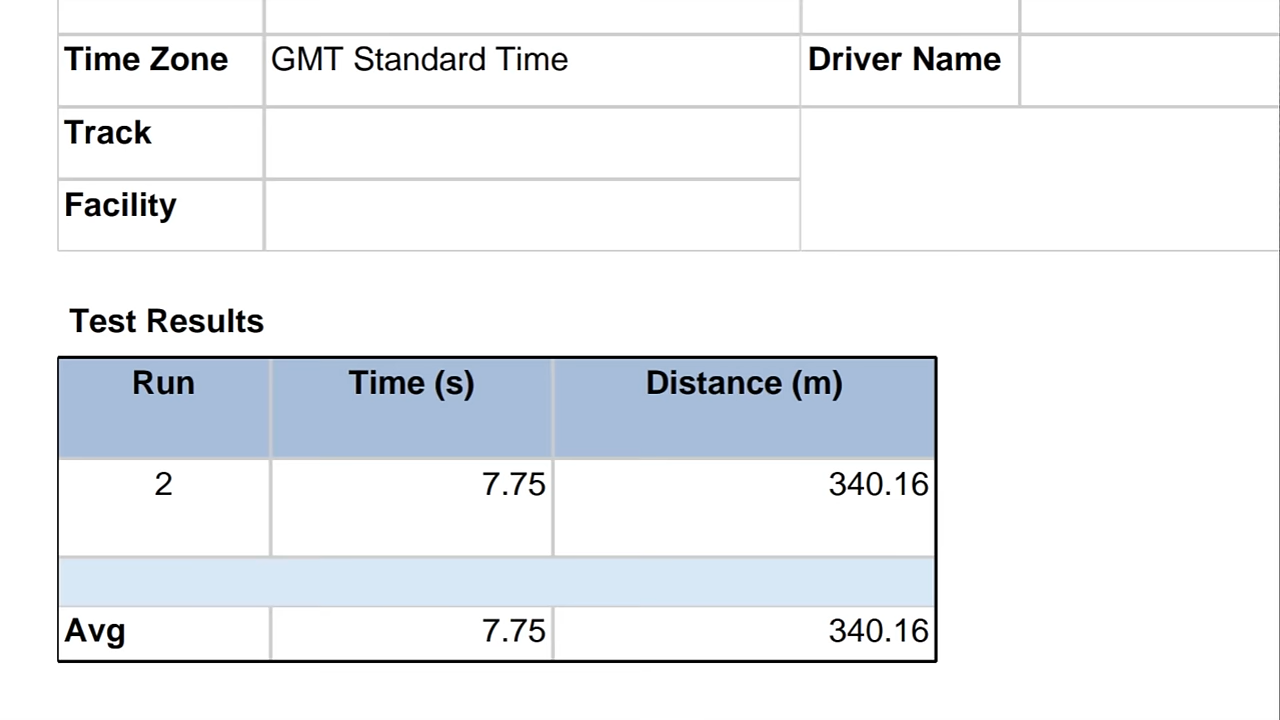 Time Zone GMT Standard Time Driver Name
Track
Facility
Test Results
Run Time (s) Distance (m)
2 7.75 340.16
Avg 7.75 340.16